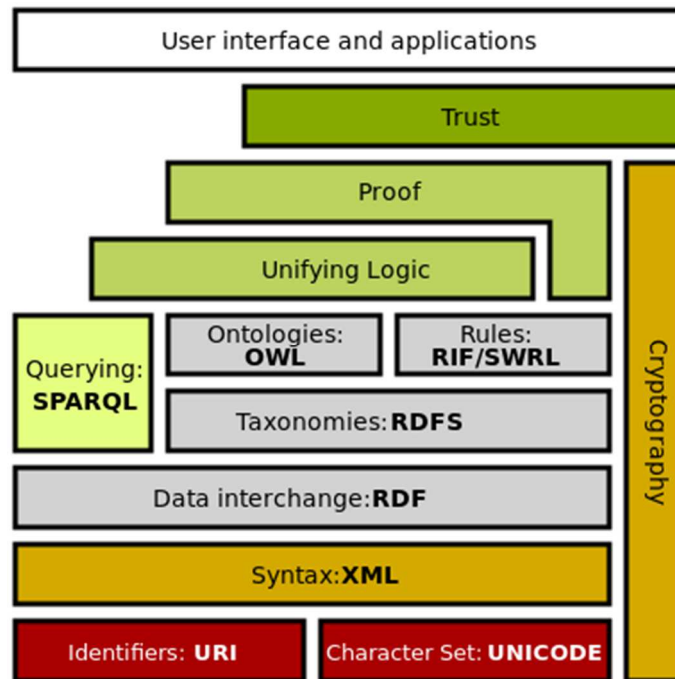 User interface and applications
Trust
Proof
Unifying Logic
Ontologies:
OWL
Rules:
RIF/SWRL
Querying:
SPARQL
Taxonomies: RDFS
Data interchange: RDF
Syntax: XML
Identifiers: URI
Character Set: UNICODE
Cryptography